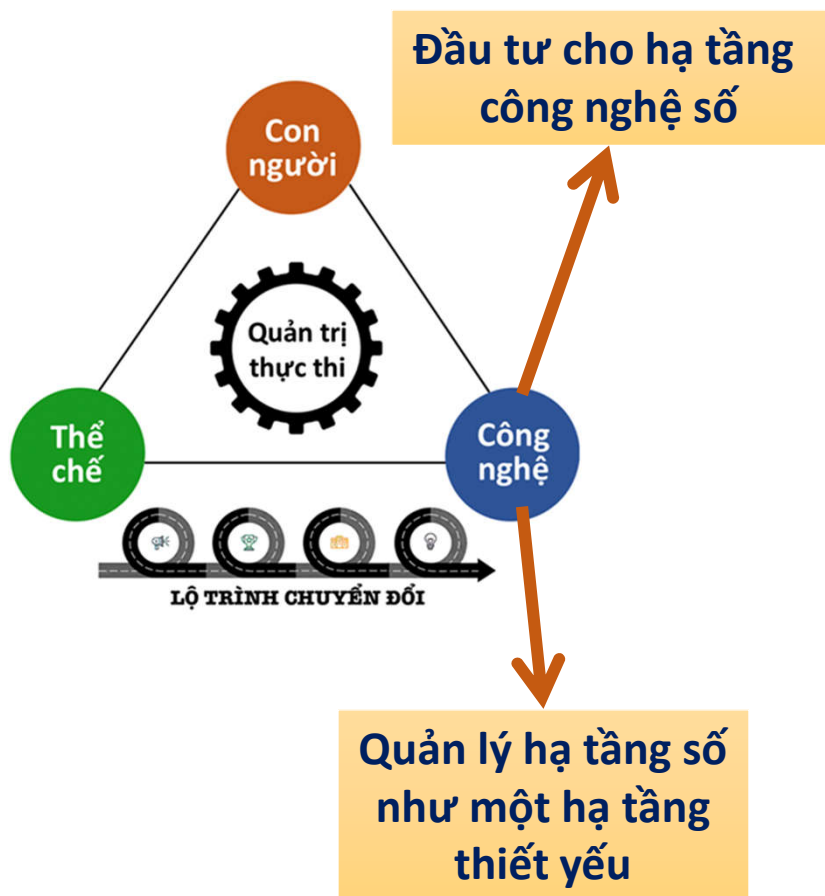 Đầu tư cho hạ tầng
công nghệ số
Con
người
Quản trị
thực thi
Thể
chế
Công
nghệ
LỘ TRÌNH CHUYỂN ĐỔI
Quản lý hạ tầng số
như một hạ tầng
thiết yếu